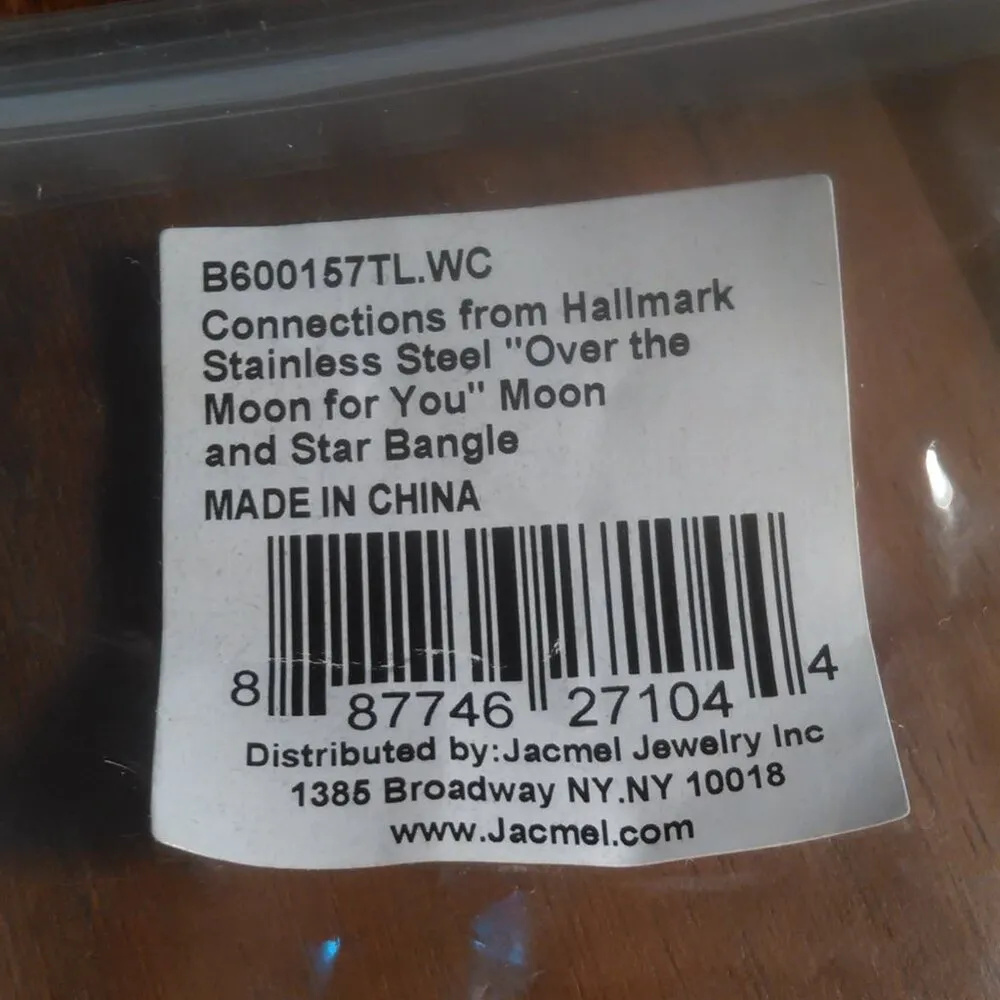 B600157TL.WC
Connections from Hallmark
Stainless Steel "Over the
Moon for You" Moon
and Star Bangle
MADE IN CHINA
8 87746 27104 4
Distributed by:Jacmel Jewelry Inc
1385 Broadway NY.NY 10018
www.Jacmel.com